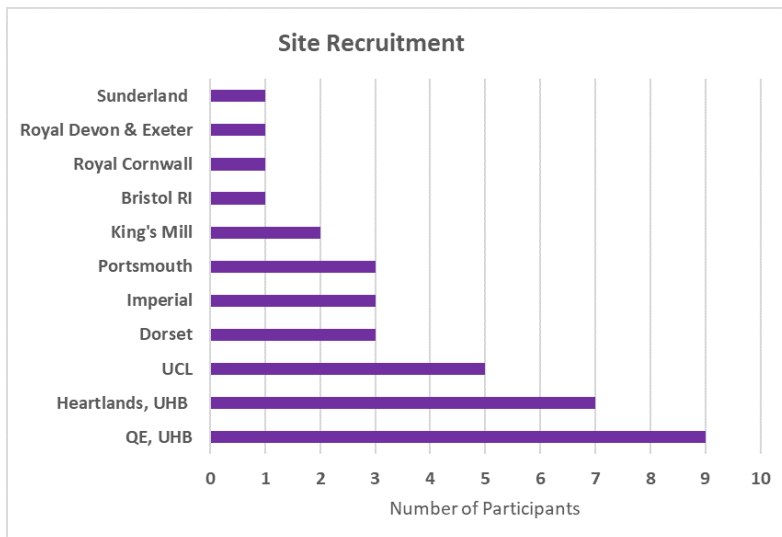 Site Recruitment
Sunderland
Royal Devon & Exeter
Royal Cornwall
Bristol RI
King's Mill
Portsmouth
Imperial
Dorset
UCL
Heartlands, UHB
QE, UHB
0 1 2 3 4 5 6 7 8 9 10
Number of Participants